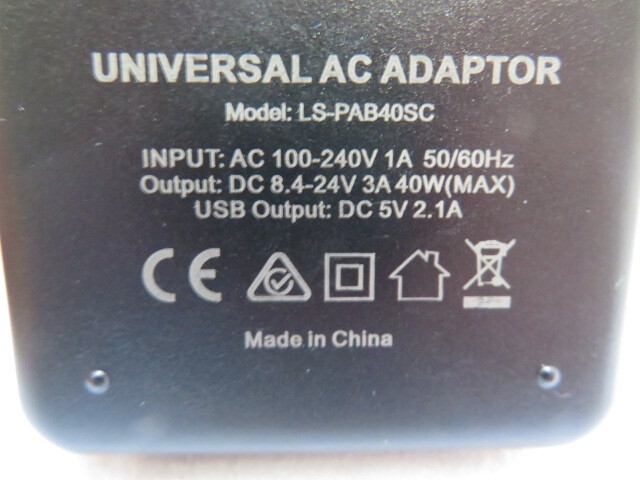 UNIVERSAL AC ADAPTOR
Model: LS-PAB40SC
INPUT: AC 100-240V 1A 50/60Hz
Output: DC 8.4-24V 3A 40W(MAX)
USB Output: DC 5V 2.1A
CE
Made in China